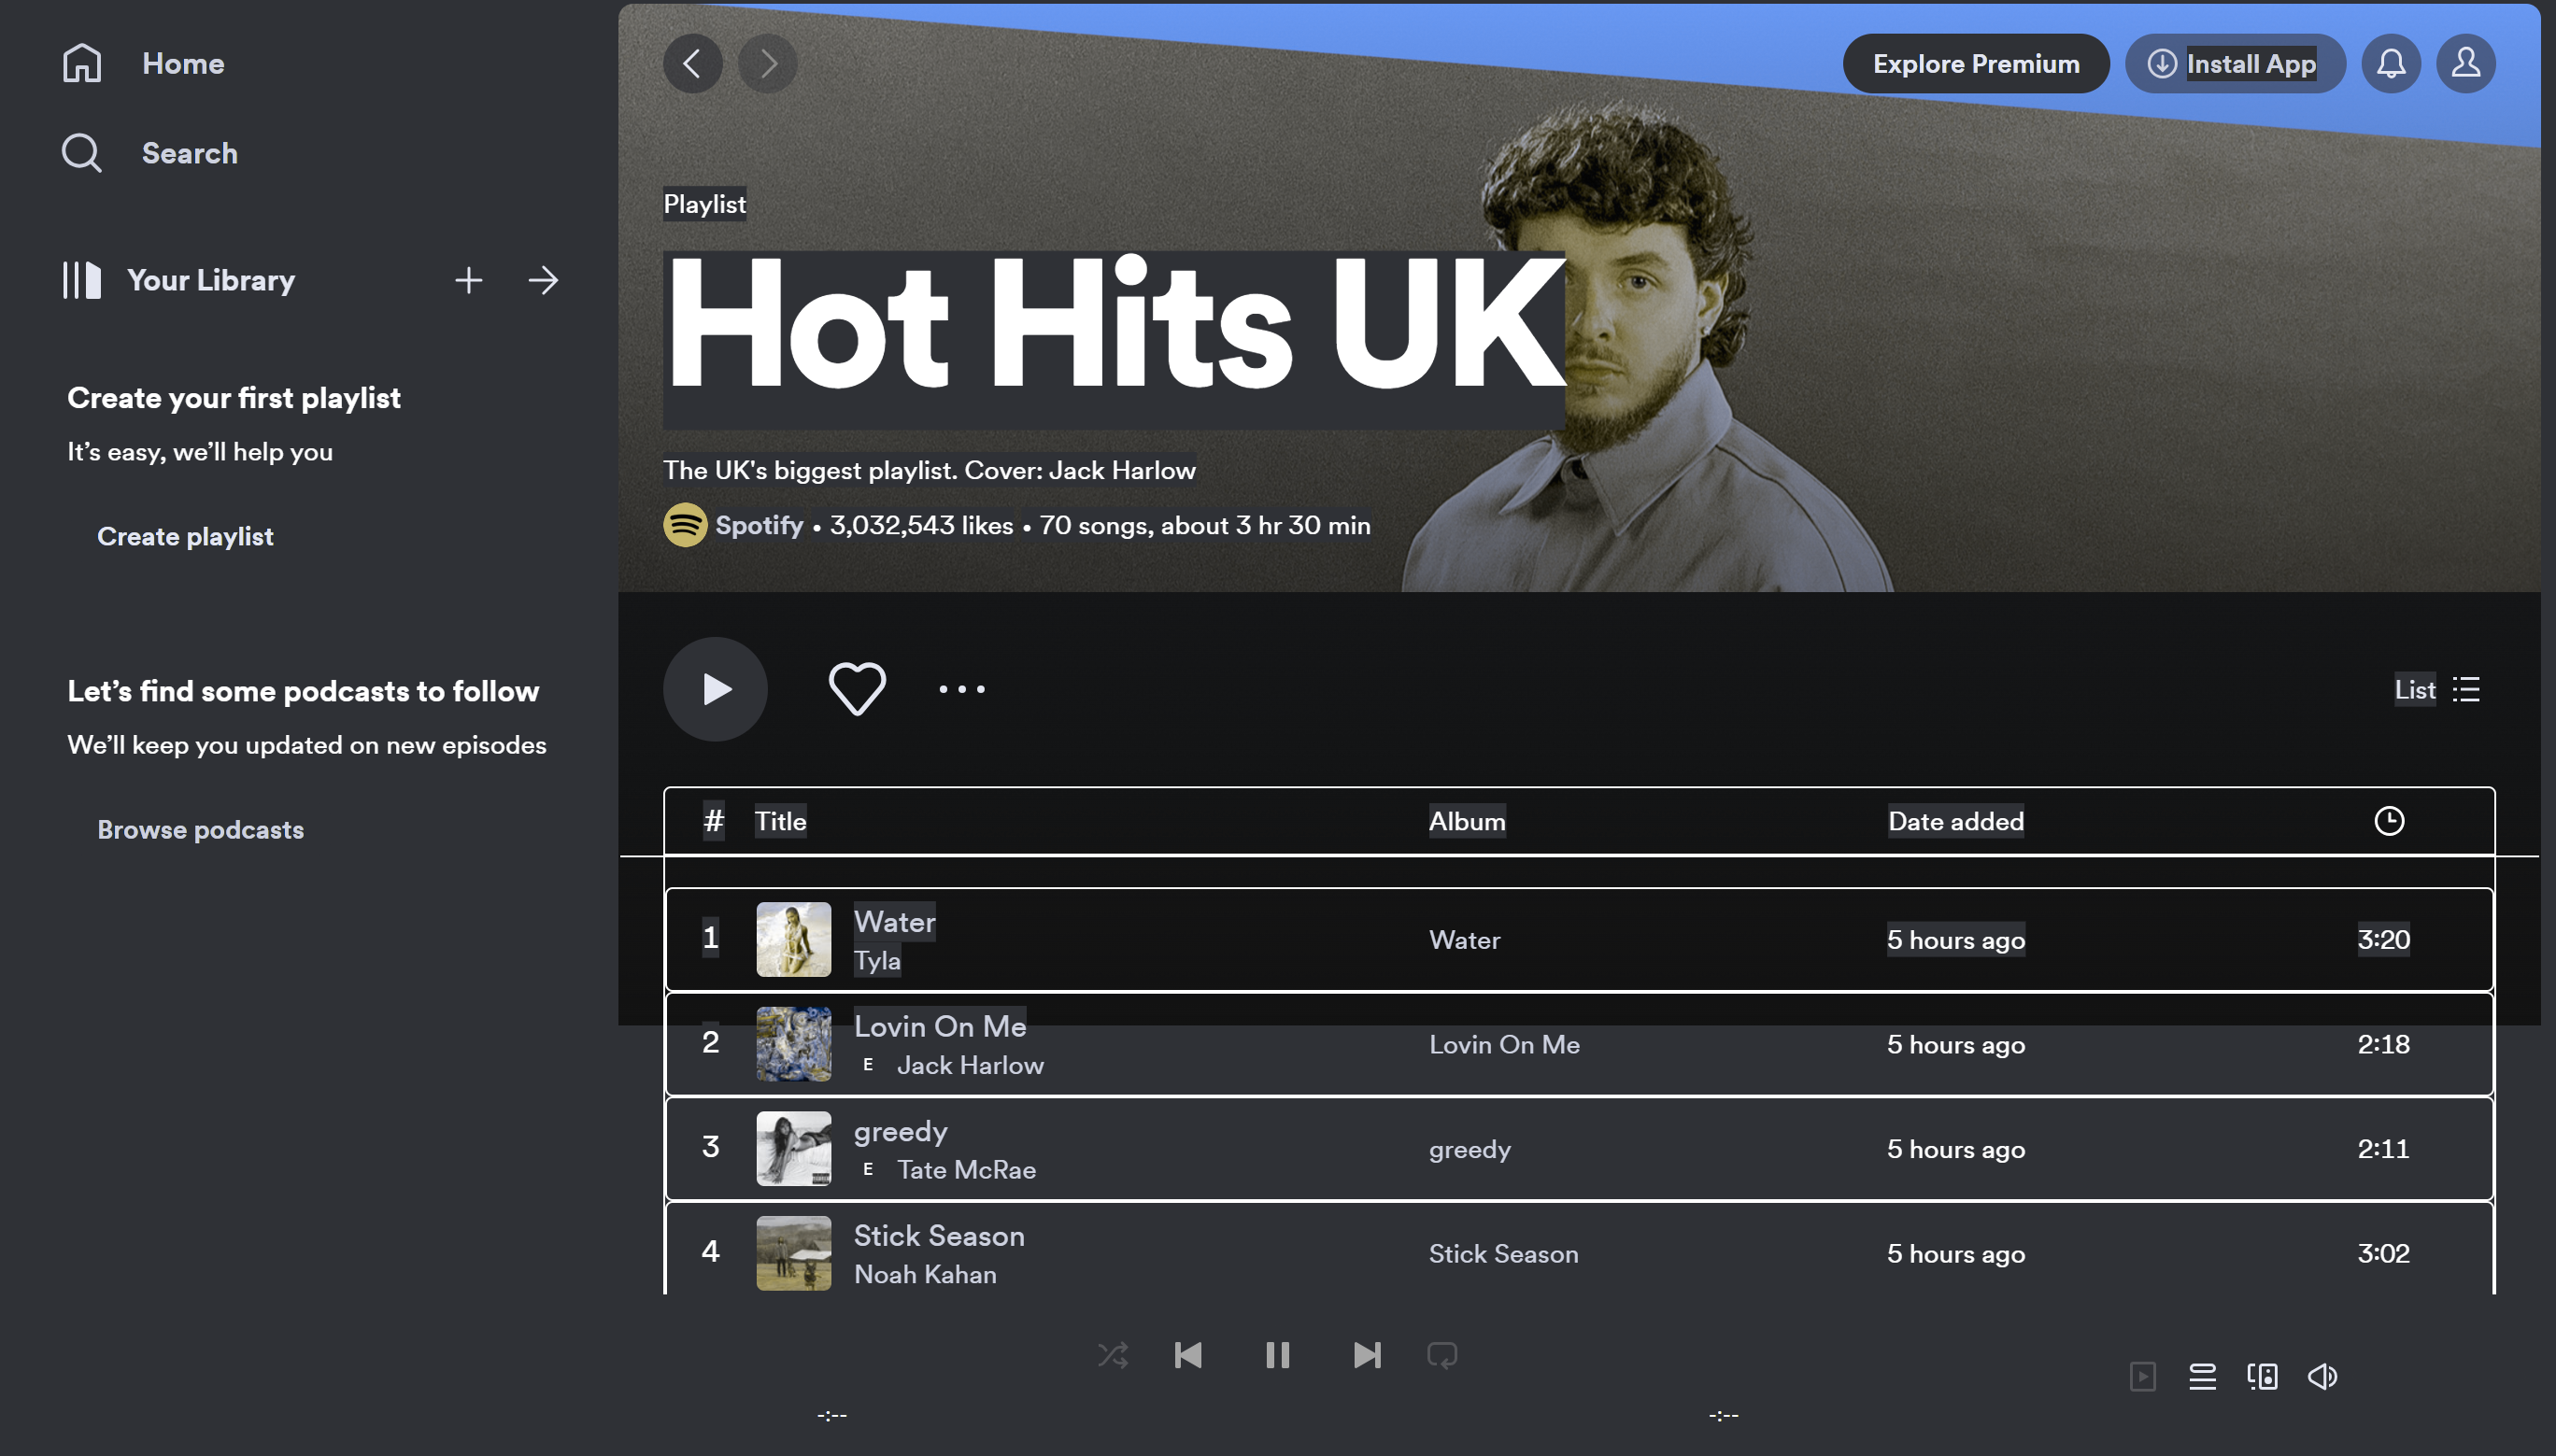 Home
Search
Your Library
Create your first playlist
It’s easy, we’ll help you
Create playlist
Let’s find some podcasts to follow
We’ll keep you updated on new episodes
Browse podcasts
Explore Premium
Install App
Playlist
Hot Hits UK
The UK's biggest playlist. Cover: Jack Harlow
Spotify • 3,032,543 likes • 70 songs, about 3 hr 30 min
List
# Title Album Date added
1 Water Water 5 hours ago 3:20
Tyla
2 Lovin On Me Lovin On Me 5 hours ago 2:18
E Jack Harlow
3 greedy greedy 5 hours ago 2:11
E Tate McRae
4 Stick Season Stick Season 5 hours ago 3:02
Noah Kahan
-:-- -:--